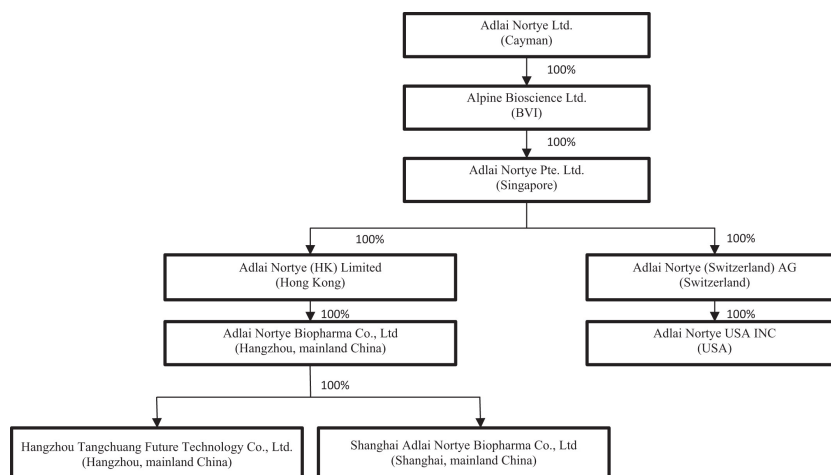 Adlai Nortye Ltd.
(Cayman)
100%
Alpine Bioscience Ltd.
(BVI)
100%
Adlai Nortye Pte. Ltd.
(Singapore)
100%
100%
Adlai Nortye (HK) Limited
(Hong Kong)
Adlai Nortye (Switzerland) AG
(Switzerland)
100%
100%
Adlai Nortye Biopharma Co., Ltd
(Hangzhou, mainland China)
Adlai Nortye USA INC
(USA)
100%
Hangzhou Tangchuang Future Technology Co., Ltd.
(Hangzhou, mainland China)
Shanghai Adlai Nortye Biopharma Co., Ltd
(Shanghai, mainland China)